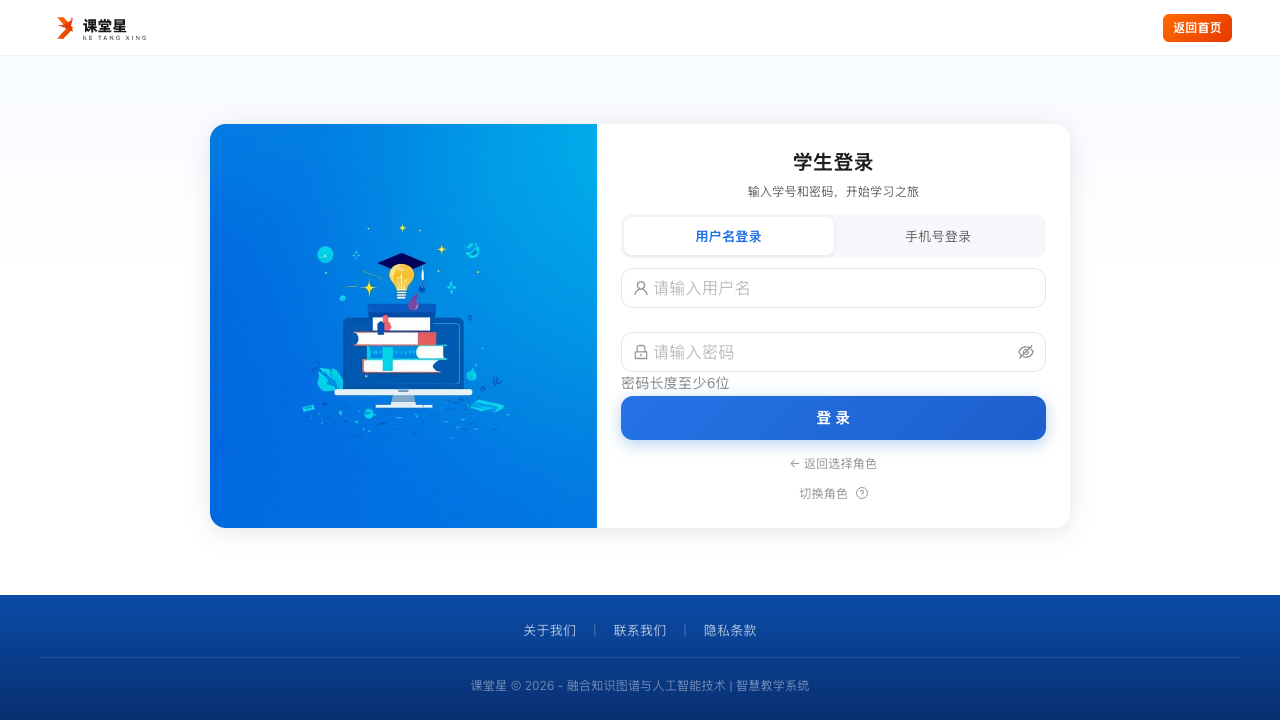 课堂星
KE TANG XING
返回首页
学生登录
输入学号和密码，开始学习之旅
用户名登录
手机号登录
请输入用户名
请输入密码
密码长度至少6位
登 录
← 返回选择角色
切换角色
关于我们 | 联系我们 | 隐私条款
课堂星 © 2026 - 融合知识图谱与人工智能技术 | 智慧教学系统